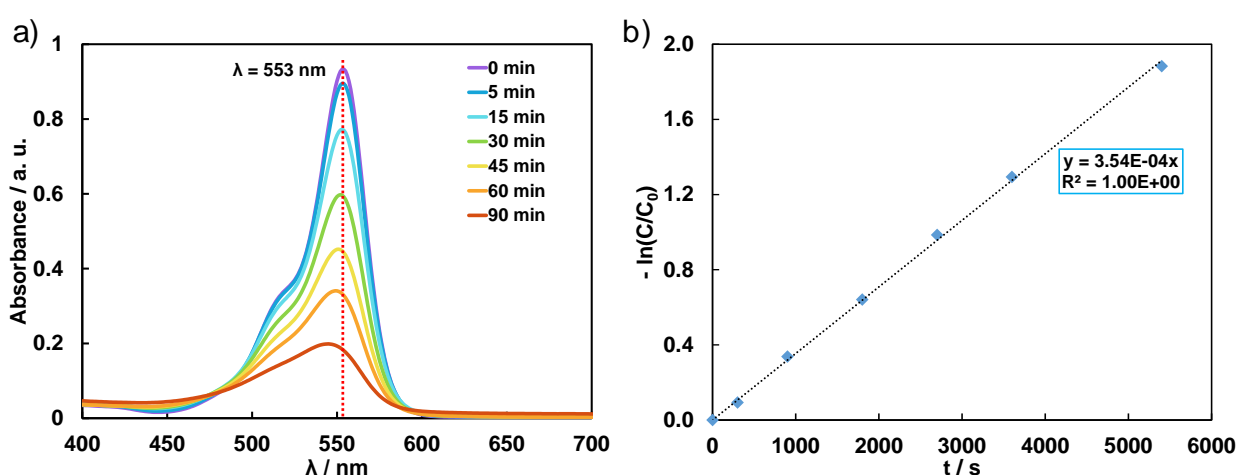 a)
Absorbance / a. u.
1
0.8
0.6
0.4
0.2
0
400
450
500
550
600
650
700
λ / nm
λ = 553 nm
0 min
5 min
15 min
30 min
45 min
60 min
90 min
b)
- ln(C/C₀)
2.0
1.6
1.2
0.8
0.4
0.0
0
1000
2000
3000
4000
5000
6000
t / s
y = 3.54E-04x
R² = 1.00E+00